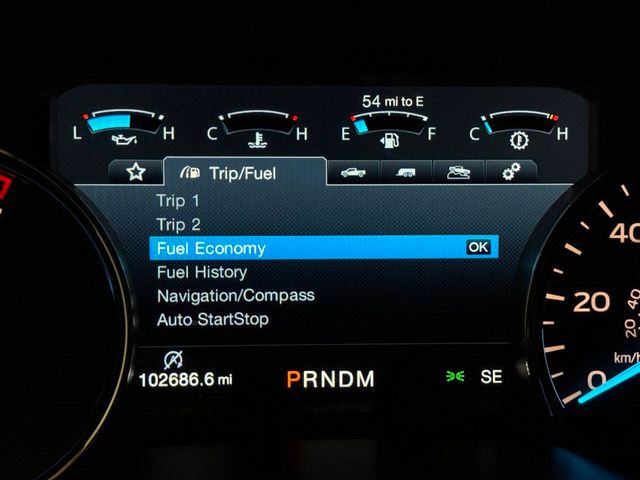 54 mi to E
L H C H E F C H
Trip/Fuel
Trip 1
Trip 2
Fuel Economy OK
Fuel History
Navigation/Compass
Auto StartStop
102686.6 mi PRNDM SE
40
20
40
20
km/h
0